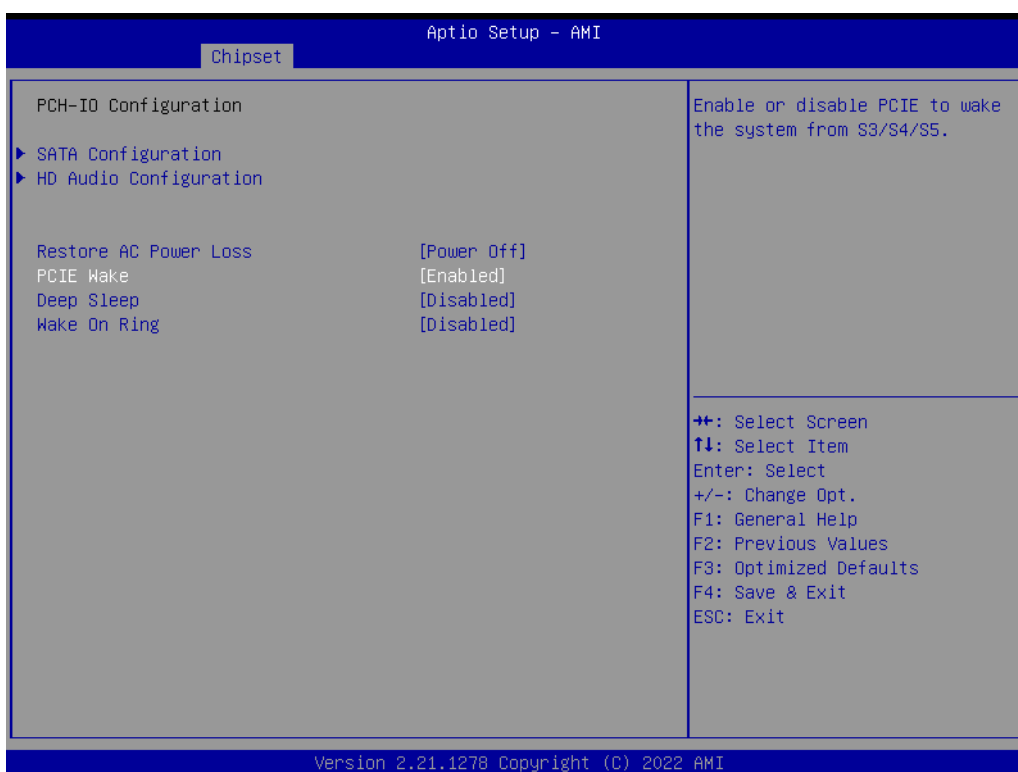 Aptio Setup – AMI
Chipset
PCH-IO Configuration
▶ SATA Configuration
▶ HD Audio Configuration
Restore AC Power Loss [Power Off]
PCIE Wake [Enabled]
Deep Sleep [Disabled]
Wake On Ring [Disabled]
Enable or disable PCIE to wake
the system from S3/S4/S5.
→←: Select Screen
↑↓: Select Item
Enter: Select
+/-: Change Opt.
F1: General Help
F2: Previous Values
F3: Optimized Defaults
F4: Save & Exit
ESC: Exit
Version 2.21.1278 Copyright (C) 2022 AMI